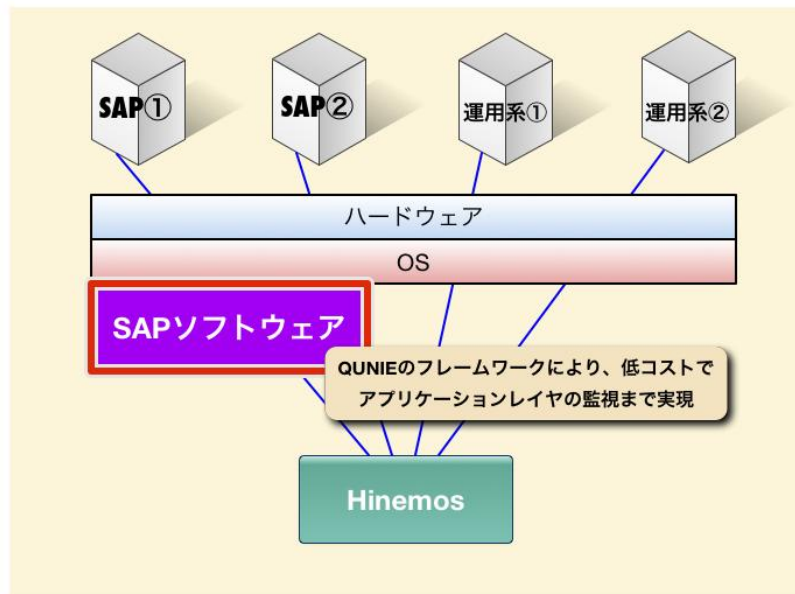 SAP①
SAP②
運用系①
運用系②
ハードウェア
OS
SAPソフトウェア
QUNIEのフレームワークにより、低コストで
アプリケーションレイヤの監視まで実現
Hinemos